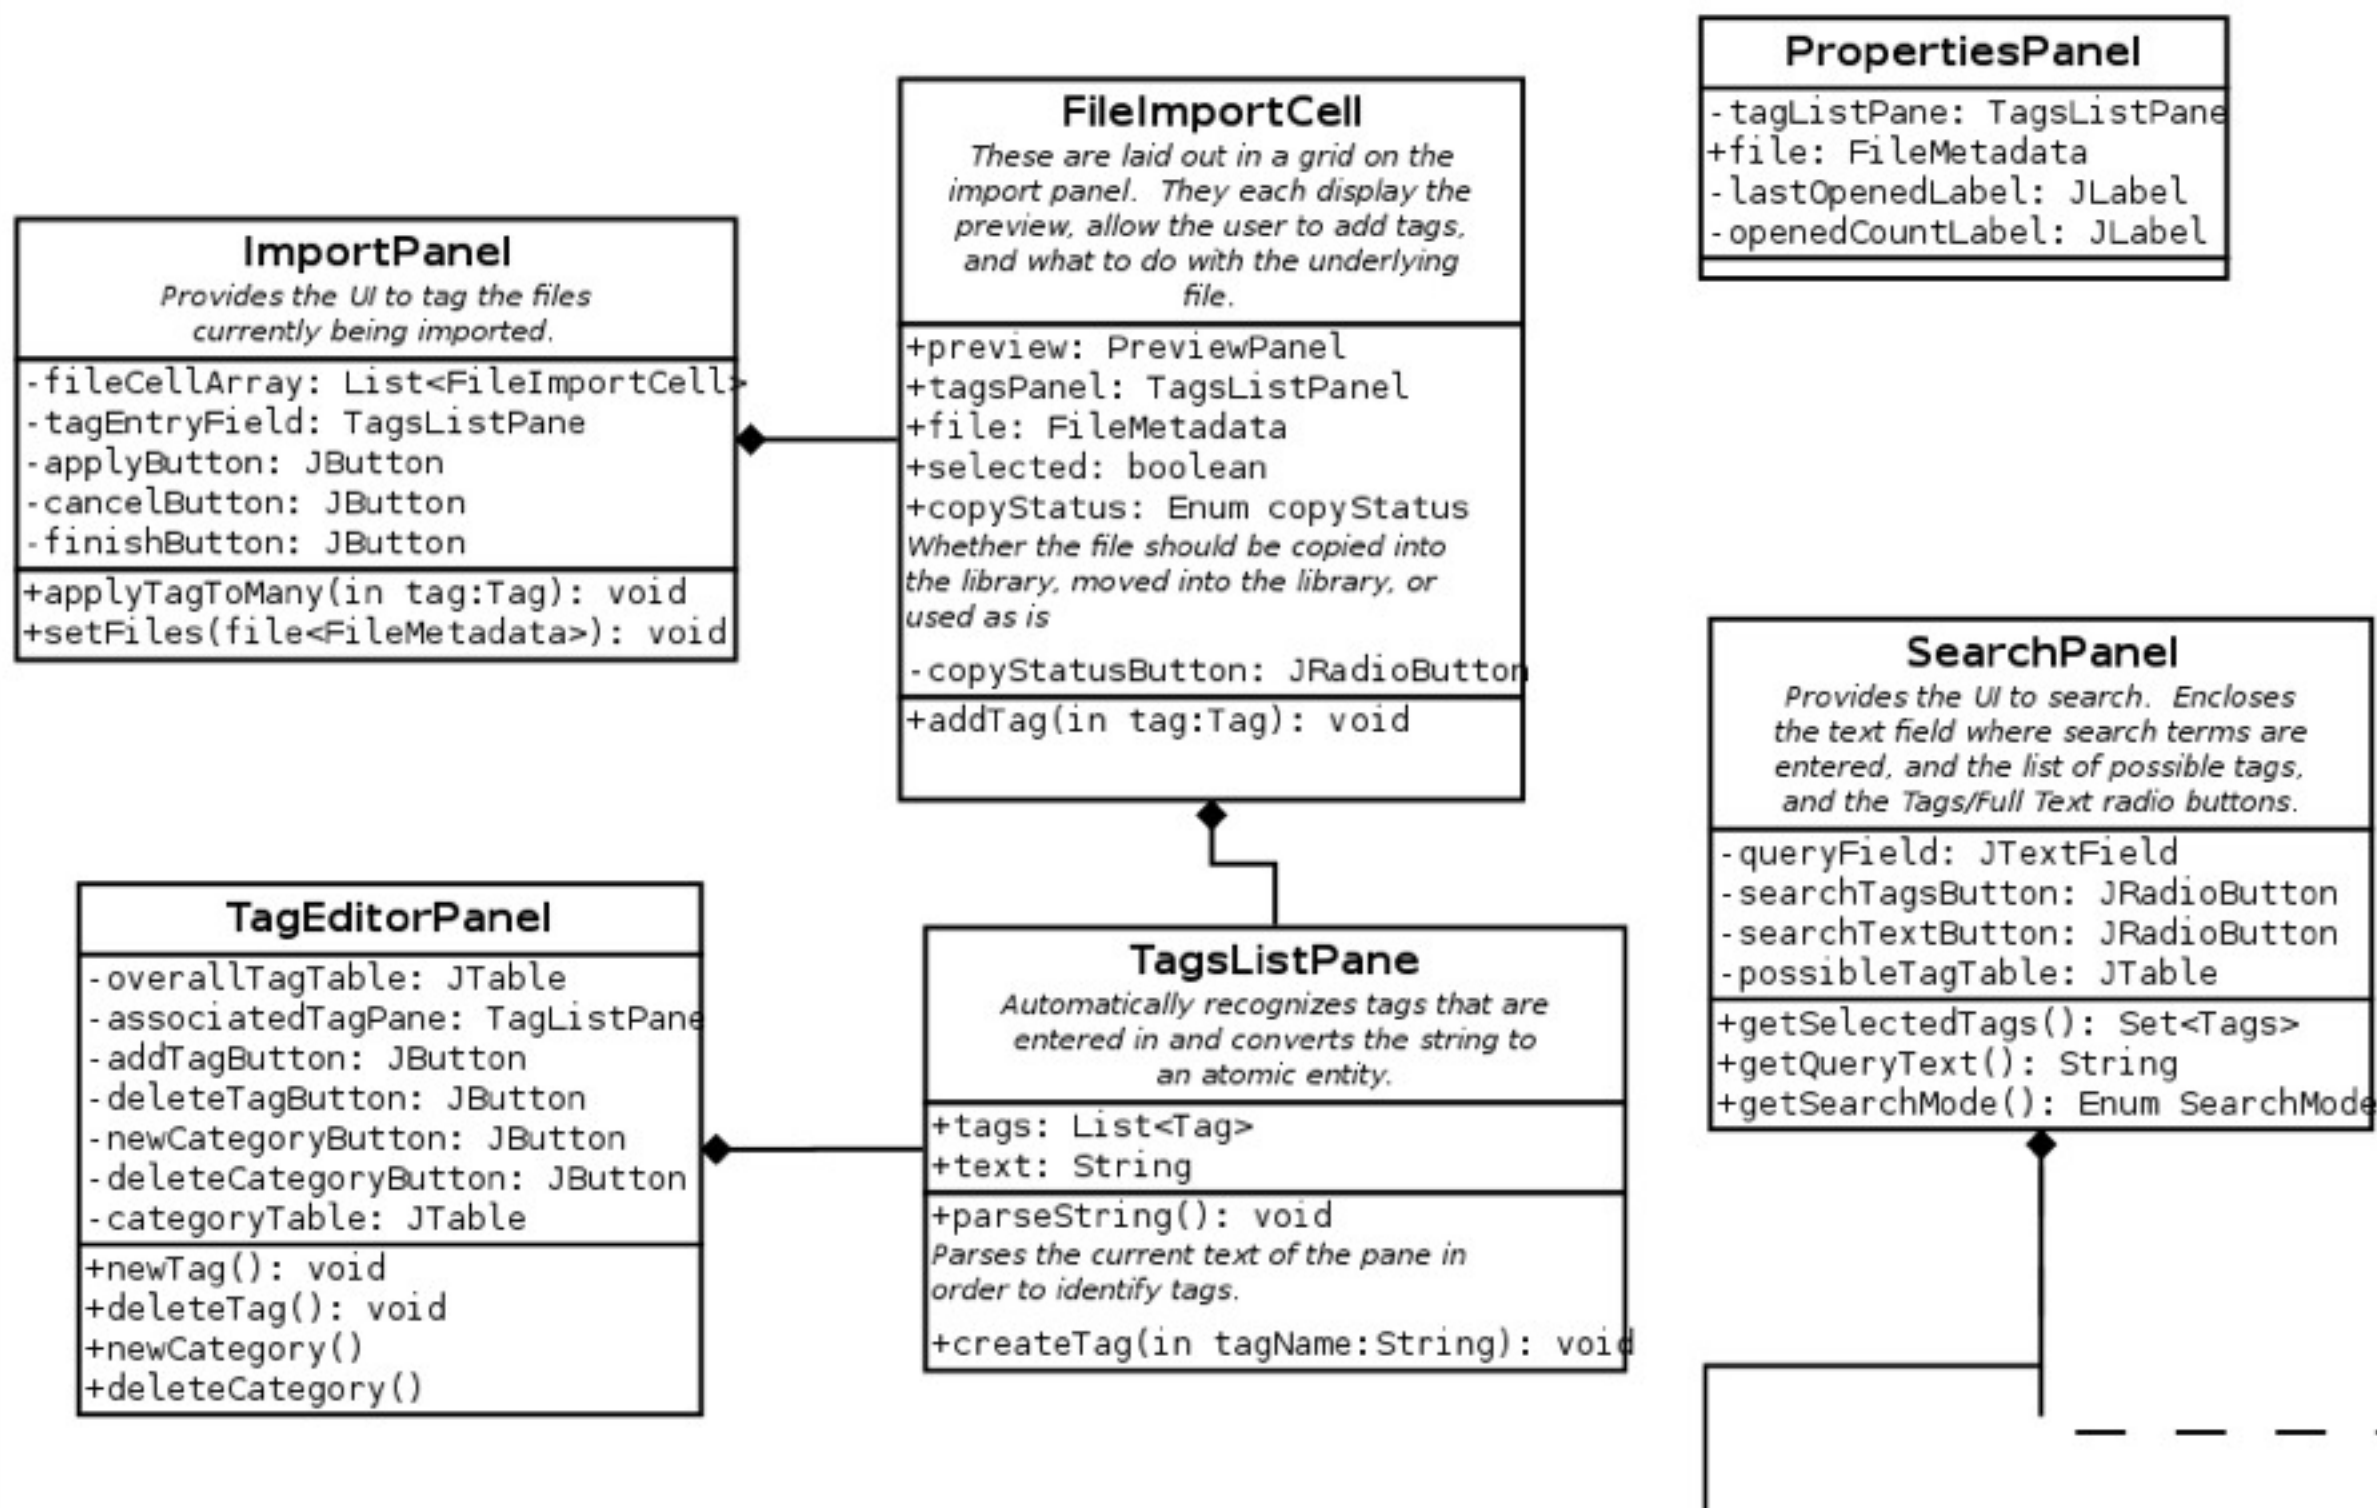 ImportPanel
Provides the UI to tag the files
currently being imported.
-fileCellArray: List<FileImportCell>
-tagEntryField: TagsListPane
-applyButton: JButton
-cancelButton: JButton
-finishButton: JButton
+applyTagToMany(in tag:Tag): void
+setFiles(file<FileMetadata>): void
FileImportCell
These are laid out in a grid on the
import panel.  They each display the
preview, allow the user to add tags,
and what to do with the underlying
file.
+preview: PreviewPanel
+tagsPanel: TagsListPanel
+file: FileMetadata
+selected: boolean
+copyStatus: Enum copyStatus
Whether the file should be copied into
the library, moved into the library, or
used as is
-copyStatusButton: JRadioButton
+addTag(in tag:Tag): void
PropertiesPanel
-tagListPane: TagsListPane
+file: FileMetadata
-lastOpenedLabel: JLabel
-openedCountLabel: JLabel
TagEditorPanel
-overallTagTable: JTable
-associatedTagPane: TagListPane
-addTagButton: JButton
-deleteTagButton: JButton
-newCategoryButton: JButton
-deleteCategoryButton: JButton
-categoryTable: JTable
+newTag(): void
+deleteTag(): void
+newCategory()
+deleteCategory()
TagsListPane
Automatically recognizes tags that are
entered in and converts the string to
an atomic entity.
+tags: List<Tag>
+text: String
+parseString(): void
Parses the current text of the pane in
order to identify tags.
+createTag(in tagName:String): void
SearchPanel
Provides the UI to search.  Encloses
the text field where search terms are
entered, and the list of possible tags,
and the Tags/Full Text radio buttons.
-queryField: JTextField
-searchTagsButton: JRadioButton
-searchTextButton: JRadioButton
-possibleTagTable: JTable
+getSelectedTags(): Set<Tags>
+getQueryText(): String
+getSearchMode(): Enum SearchMode